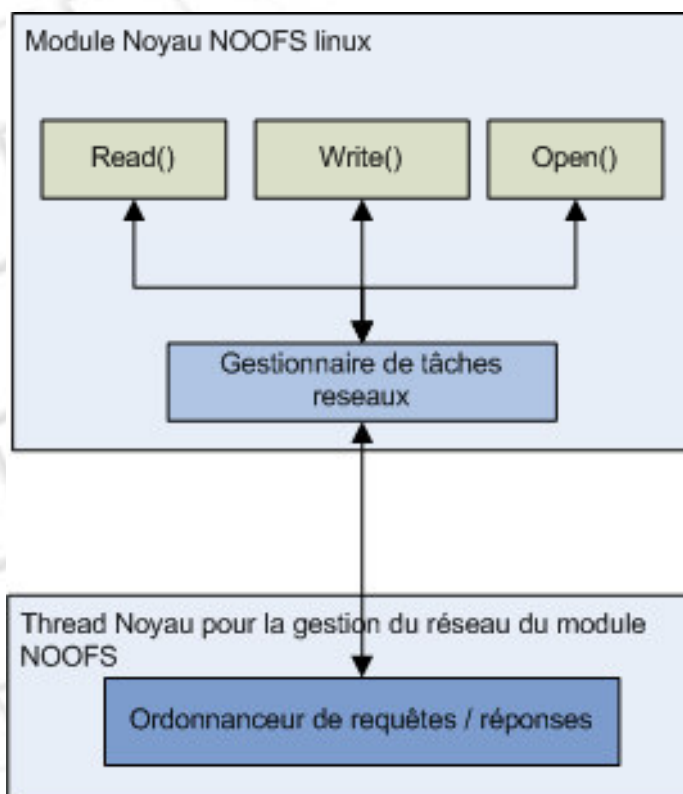 Module Noyau NOOFS linux
Read()
Write()
Open()
Gestionnaire de tâches
reseaux
Thread Noyau pour la gestion du réseau du module
NOOFS
Ordonnanceur de requêtes / réponses